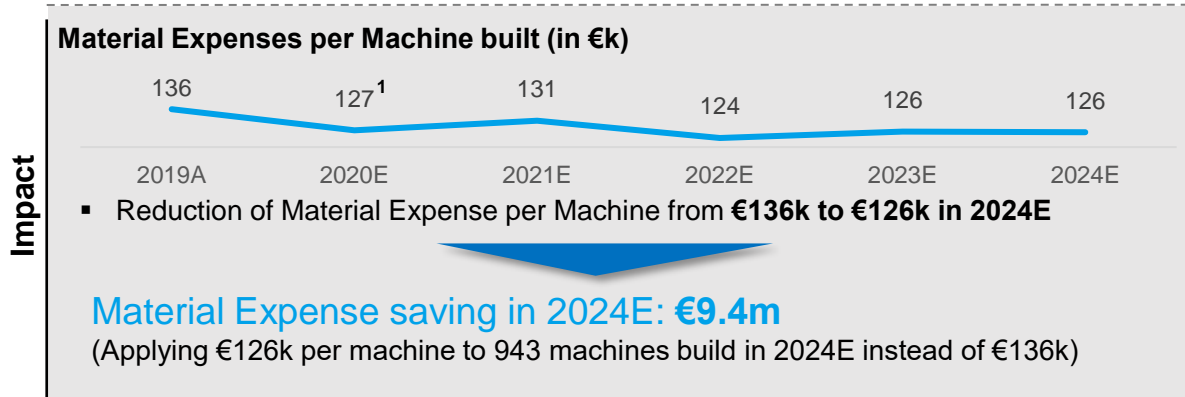 Material Expenses per Machine built (in €k)
136 127¹ 131 124 126 126
2019A 2020E 2021E 2022E 2023E 2024E
Impact
▪ Reduction of Material Expense per Machine from €136k to €126k in 2024E
Material Expense saving in 2024E: €9.4m
(Applying €126k per machine to 943 machines build in 2024E instead of €136k)